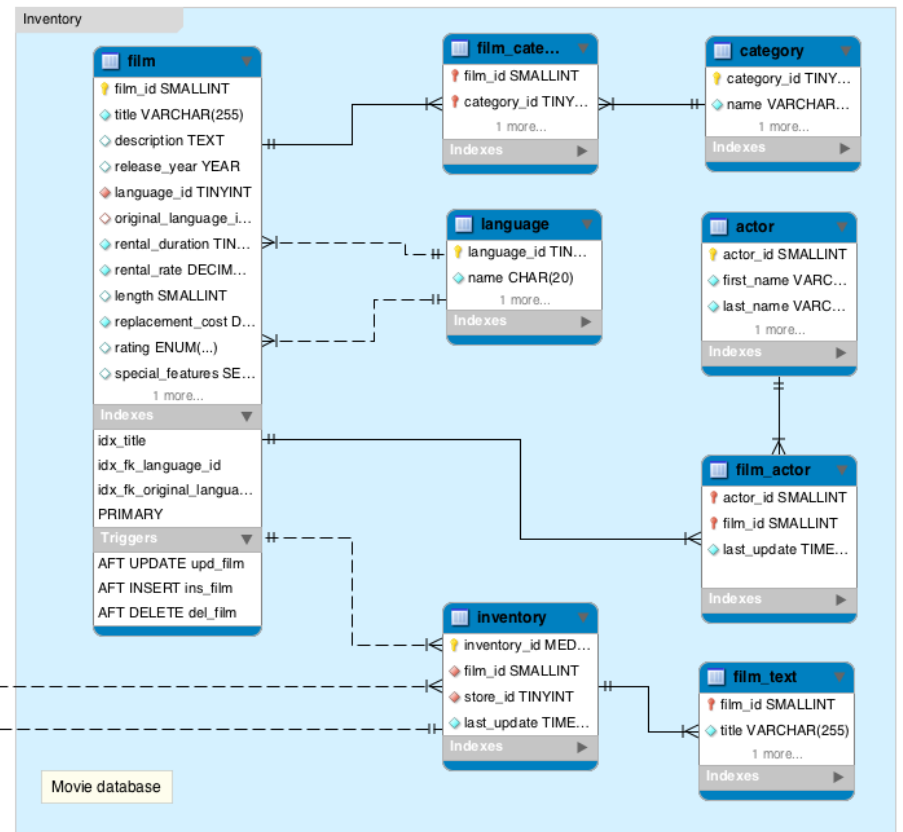 Inventory
film
film_id SMALLINT
title VARCHAR(255)
description TEXT
release_year YEAR
language_id TINYINT
original_language_i...
rental_duration TIN...
rental_rate DECIM...
length SMALLINT
replacement_cost D...
rating ENUM(...)
special_features SE...
1 more...
Indexes
idx_title
idx_fk_language_id
idx_fk_original_langua...
PRIMARY
Triggers
AFT UPDATE upd_film
AFT INSERT ins_film
AFT DELETE del_film
film_cate...
film_id SMALLINT
category_id TINY...
1 more...
Indexes
category
category_id TINY...
name VARCHAR...
1 more...
Indexes
language
language_id TIN...
name CHAR(20)
1 more...
Indexes
actor
actor_id SMALLINT
first_name VARC...
last_name VARC...
1 more...
Indexes
film_actor
actor_id SMALLINT
film_id SMALLINT
last_update TIME...
Indexes
inventory
inventory_id MED...
film_id SMALLINT
store_id TINYINT
last_update TIME...
Indexes
film_text
film_id SMALLINT
title VARCHAR(255)
1 more...
Indexes
Movie database